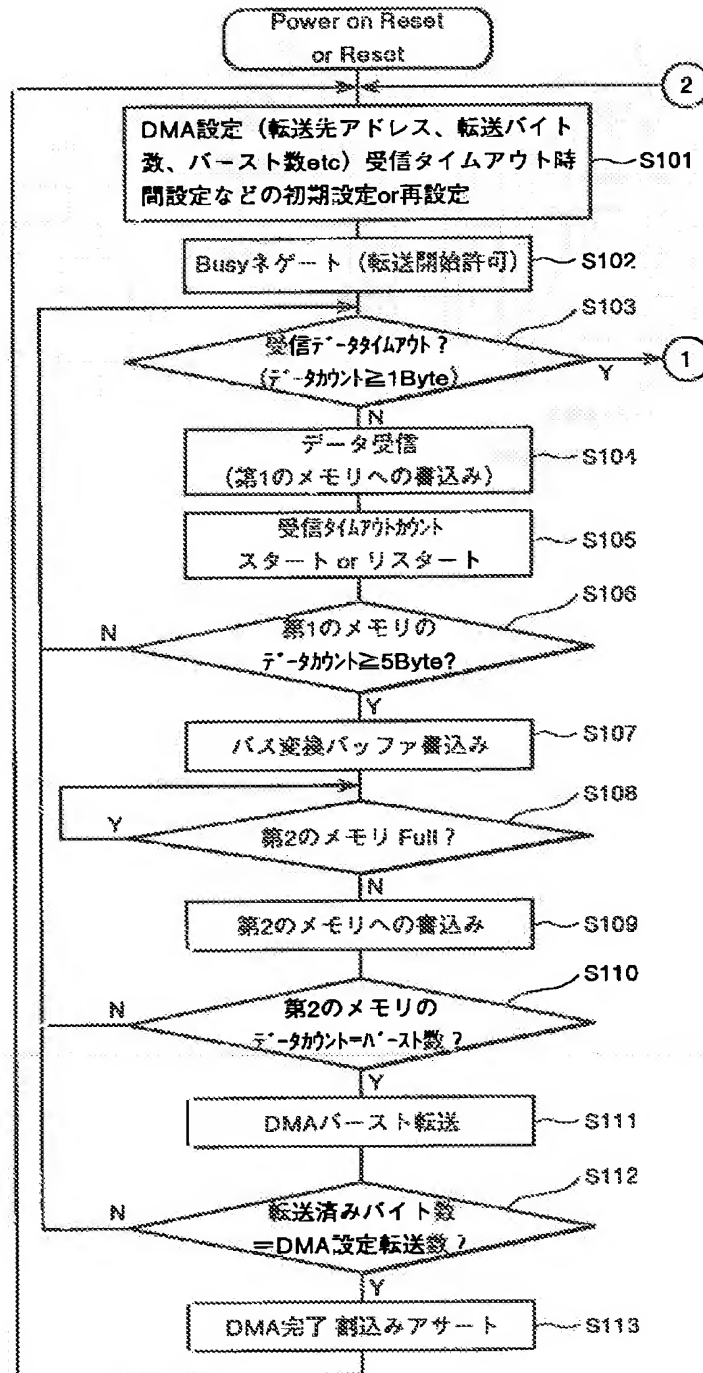 Power on Reset
or Reset
2
DMA設定（転送先アドレス、転送バイト
数、バースト数etc）受信タイムアウト時
間設定などの初期設定or再設定
S101
Busyネゲート（転送開始許可）
S102
S103
受信ﾃﾞｰﾀﾀｲﾑｱｳﾄ？
(ﾃﾞｰﾀｶｳﾝﾄ≧1Byte)
Y
1
N
データ受信
(第1のメモリへの書込み)
S104
受信ﾀｲﾑｱｳﾄｶｳﾝﾄ
スタート or リスタート
S105
S106
N
第1のメモリの
ﾃﾞｰﾀｶｳﾝﾄ≧5Byte?
Y
バス変換バッファ書込み
S107
S108
Y
第2のメモリ Full？
N
第2のメモリへの書込み
S109
S110
N
第2のメモリの
ﾃﾞｰﾀｶｳﾝﾄ=ﾊﾞｰｽﾄ数？
Y
DMAバースト転送
S111
S112
N
転送済みバイト数
＝DMA設定転送数？
Y
DMA完了 割込みアサート
S113